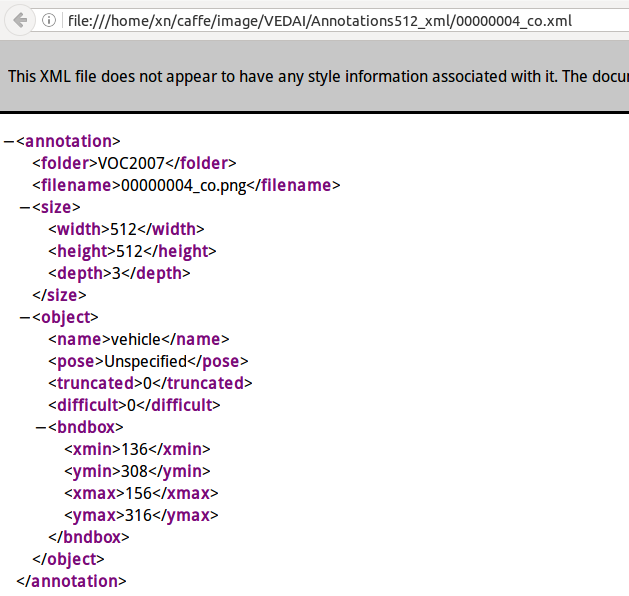 file:///home/xn/caffe/image/VEDAI/Annotations512_xml/00000004_co.xml
This XML file does not appear to have any style information associated with it. The docu
−<annotation>
<folder>VOC2007</folder>
<filename>00000004_co.png</filename>
−<size>
<width>512</width>
<height>512</height>
<depth>3</depth>
</size>
−<object>
<name>vehicle</name>
<pose>Unspecified</pose>
<truncated>0</truncated>
<difficult>0</difficult>
−<bndbox>
<xmin>136</xmin>
<ymin>308</ymin>
<xmax>156</xmax>
<ymax>316</ymax>
</bndbox>
</object>
</annotation>